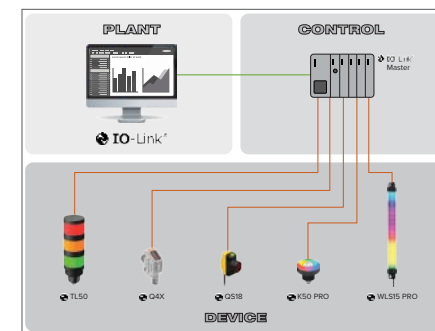 PLANT
CONTROL
IO-Link
IO-Link
Master
TL50
Q4X
QS18
K50 PRO
WLS15 PRO
DEVICE